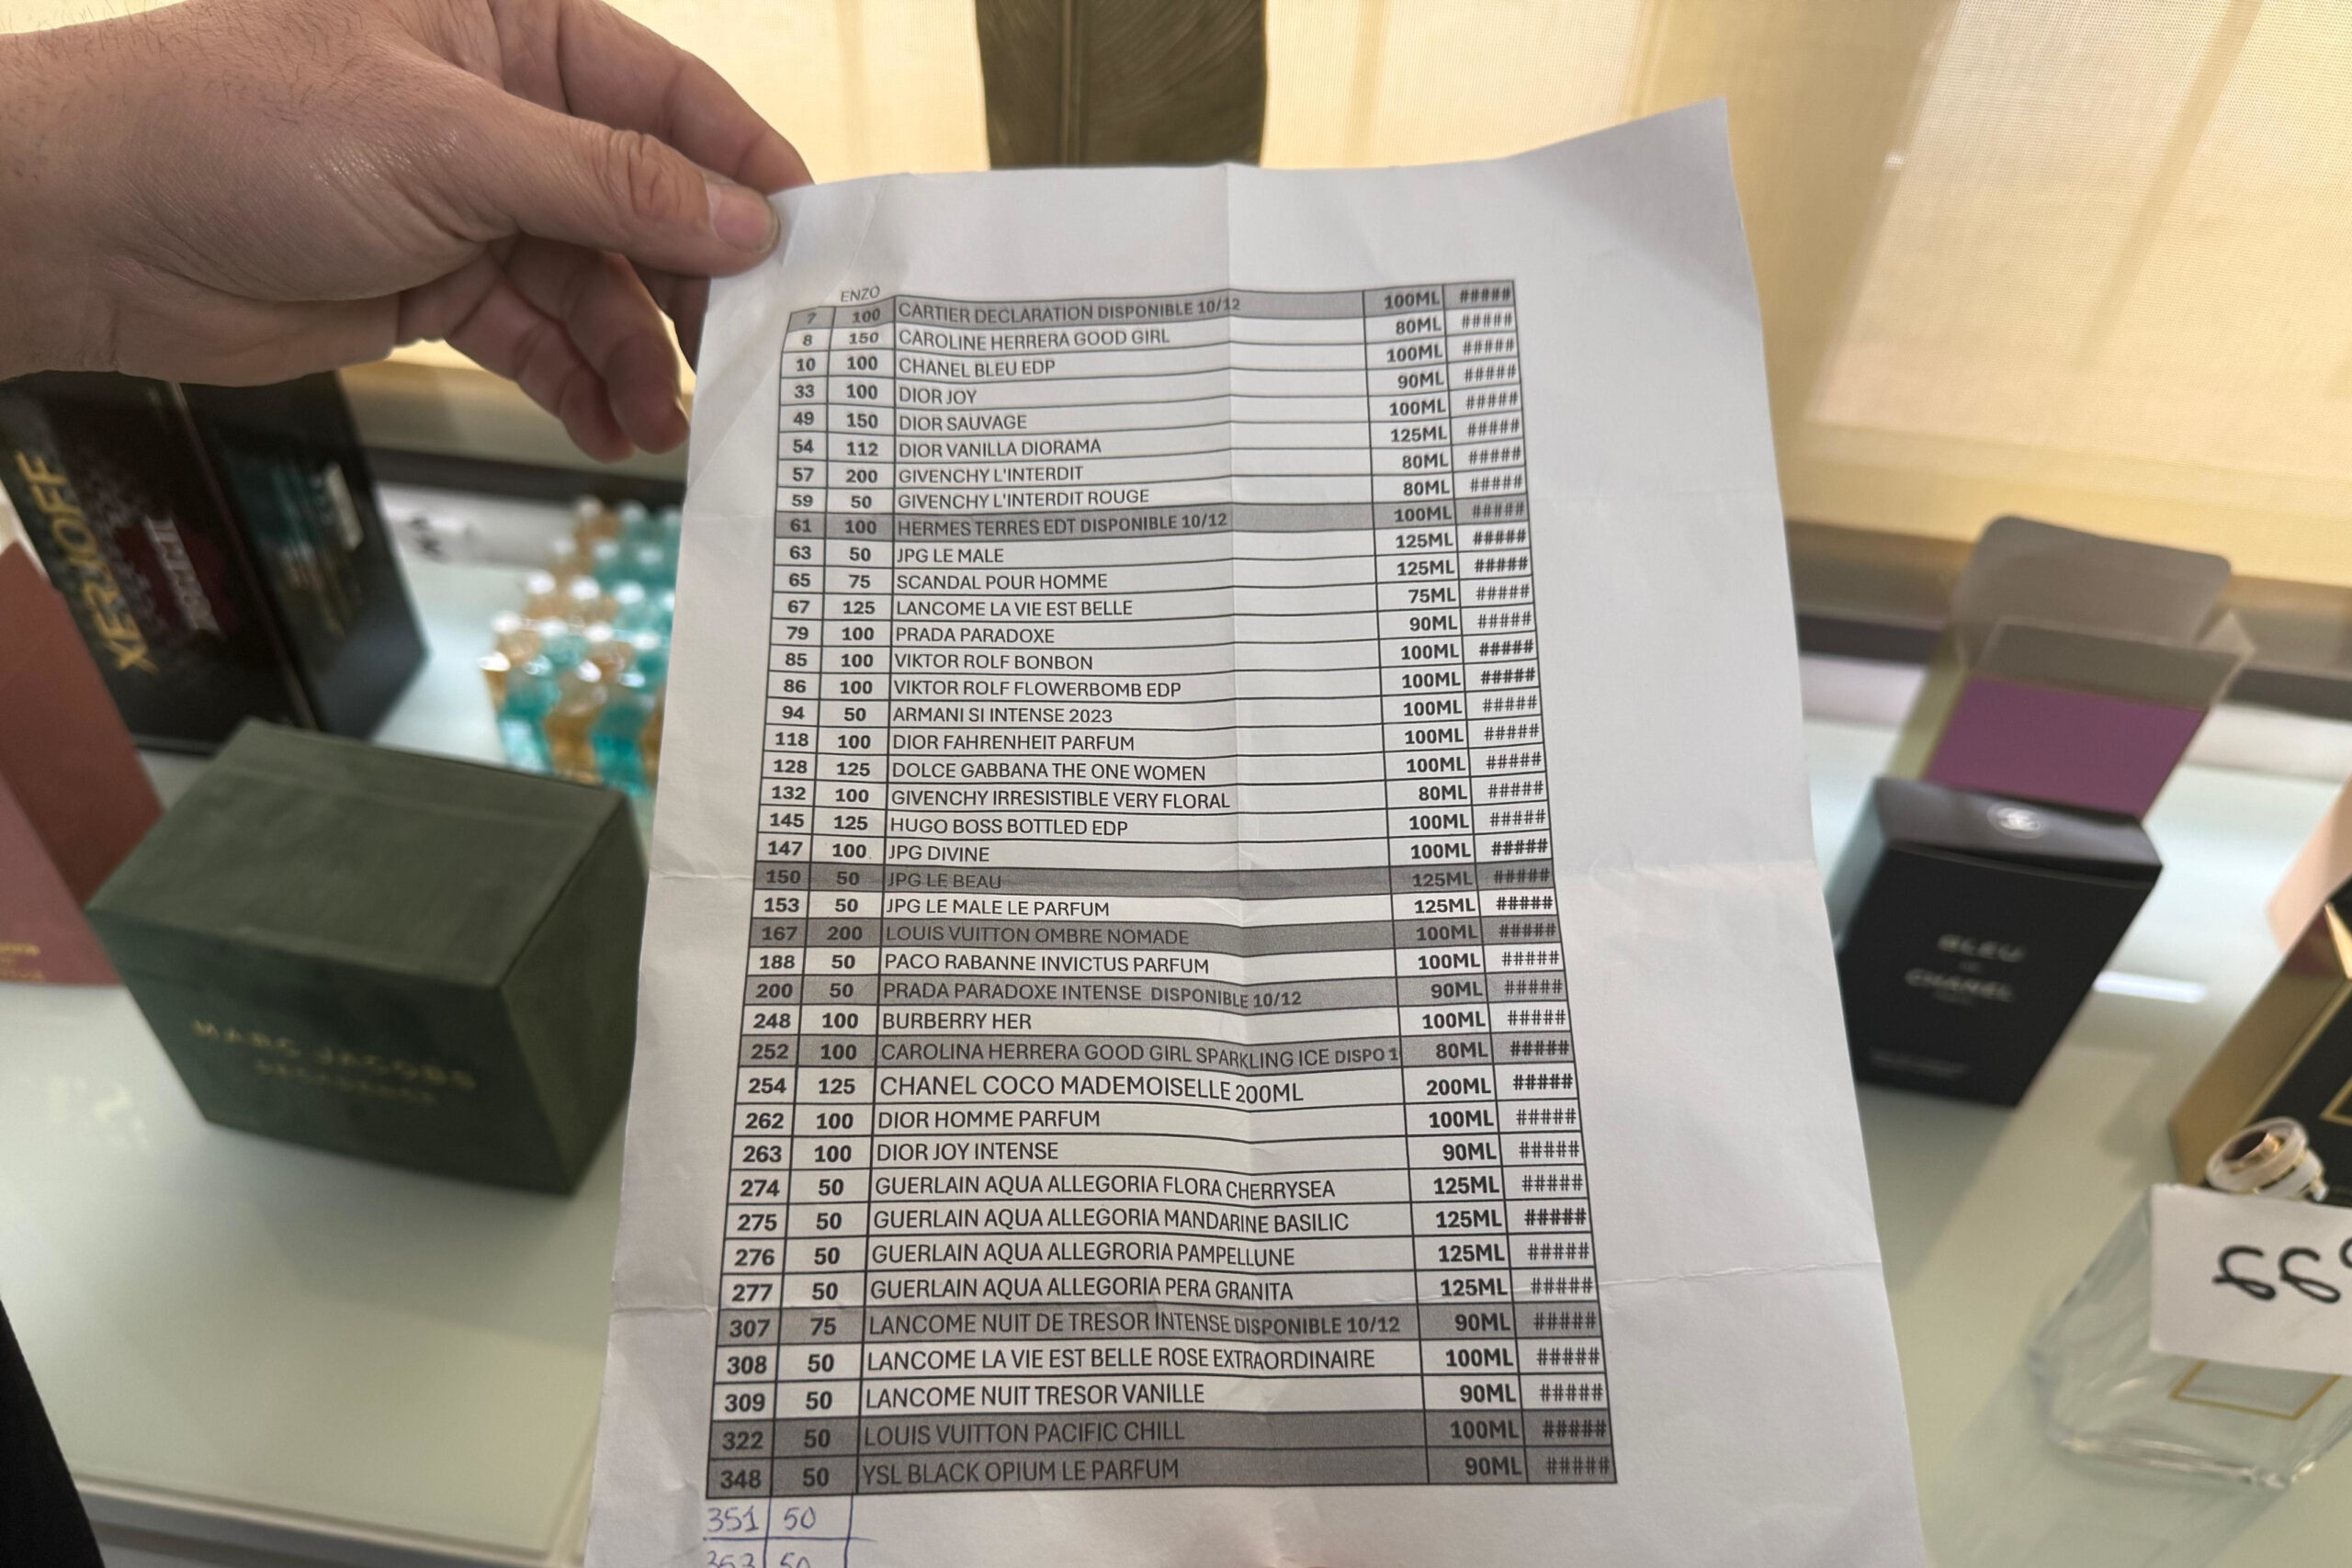 ENZO
7 100 CARTIER DECLARATION DISPONIBLE 10/12 100ML #####
8 150 CAROLINE HERRERA GOOD GIRL 80ML #####
10 100 CHANEL BLEU EDP 100ML #####
33 100 DIOR JOY 90ML #####
49 150 DIOR SAUVAGE 100ML #####
54 112 DIOR VANILLA DIORAMA 125ML #####
57 200 GIVENCHY L'INTERDIT 80ML #####
59 50 GIVENCHY L'INTERDIT ROUGE 80ML #####
61 100 HERMES TERRES EDT DISPONIBLE 10/12 100ML #####
63 50 JPG LE MALE 125ML #####
65 75 SCANDAL POUR HOMME 125ML #####
67 125 LANCOME LA VIE EST BELLE 75ML #####
79 100 PRADA PARADOXE 90ML #####
85 100 VIKTOR ROLF BONBON 100ML #####
86 100 VIKTOR ROLF FLOWERBOMB EDP 100ML #####
94 50 ARMANI SI INTENSE 2023 100ML #####
118 100 DIOR FAHRENHEIT PARFUM 100ML #####
128 125 DOLCE GABBANA THE ONE WOMEN 100ML #####
132 100 GIVENCHY IRRESISTIBLE VERY FLORAL 80ML #####
145 125 HUGO BOSS BOTTLED EDP 100ML #####
147 100 JPG DIVINE 100ML #####
150 50 JPG LE BEAU 125ML #####
153 50 JPG LE MALE LE PARFUM 125ML #####
167 200 LOUIS VUITTON OMBRE NOMADE 100ML #####
188 50 PACO RABANNE INVICTUS PARFUM 100ML #####
200 50 PRADA PARADOXE INTENSE DISPONIBLE 10/12 90ML #####
248 100 BURBERRY HER 100ML #####
252 100 CAROLINA HERRERA GOOD GIRL SPARKLING ICE DISPO 1 80ML #####
254 125 CHANEL COCO MADEMOISELLE 200ML 200ML #####
262 100 DIOR HOMME PARFUM 100ML #####
263 100 DIOR JOY INTENSE 90ML #####
274 50 GUERLAIN AQUA ALLEGORIA FLORA CHERRYSEA 125ML #####
275 50 GUERLAIN AQUA ALLEGORIA MANDARINE BASILIC 125ML #####
276 50 GUERLAIN AQUA ALLEGRORIA PAMPELLUNE 125ML #####
277 50 GUERLAIN AQUA ALLEGORIA PERA GRANITA 125ML #####
307 75 LANCOME NUIT DE TRESOR INTENSE DISPONIBLE 10/12 90ML #####
308 50 LANCOME LA VIE EST BELLE ROSE EXTRAORDINAIRE 100ML #####
309 50 LANCOME NUIT TRESOR VANILLE 90ML #####
322 50 LOUIS VUITTON PACIFIC CHILL 100ML #####
348 50 YSL BLACK OPIUM LE PARFUM 90ML #####
351 50
363 50
XERJOFF
MARC JACOBS
DECADENCE
BLEU
DE
CHANEL